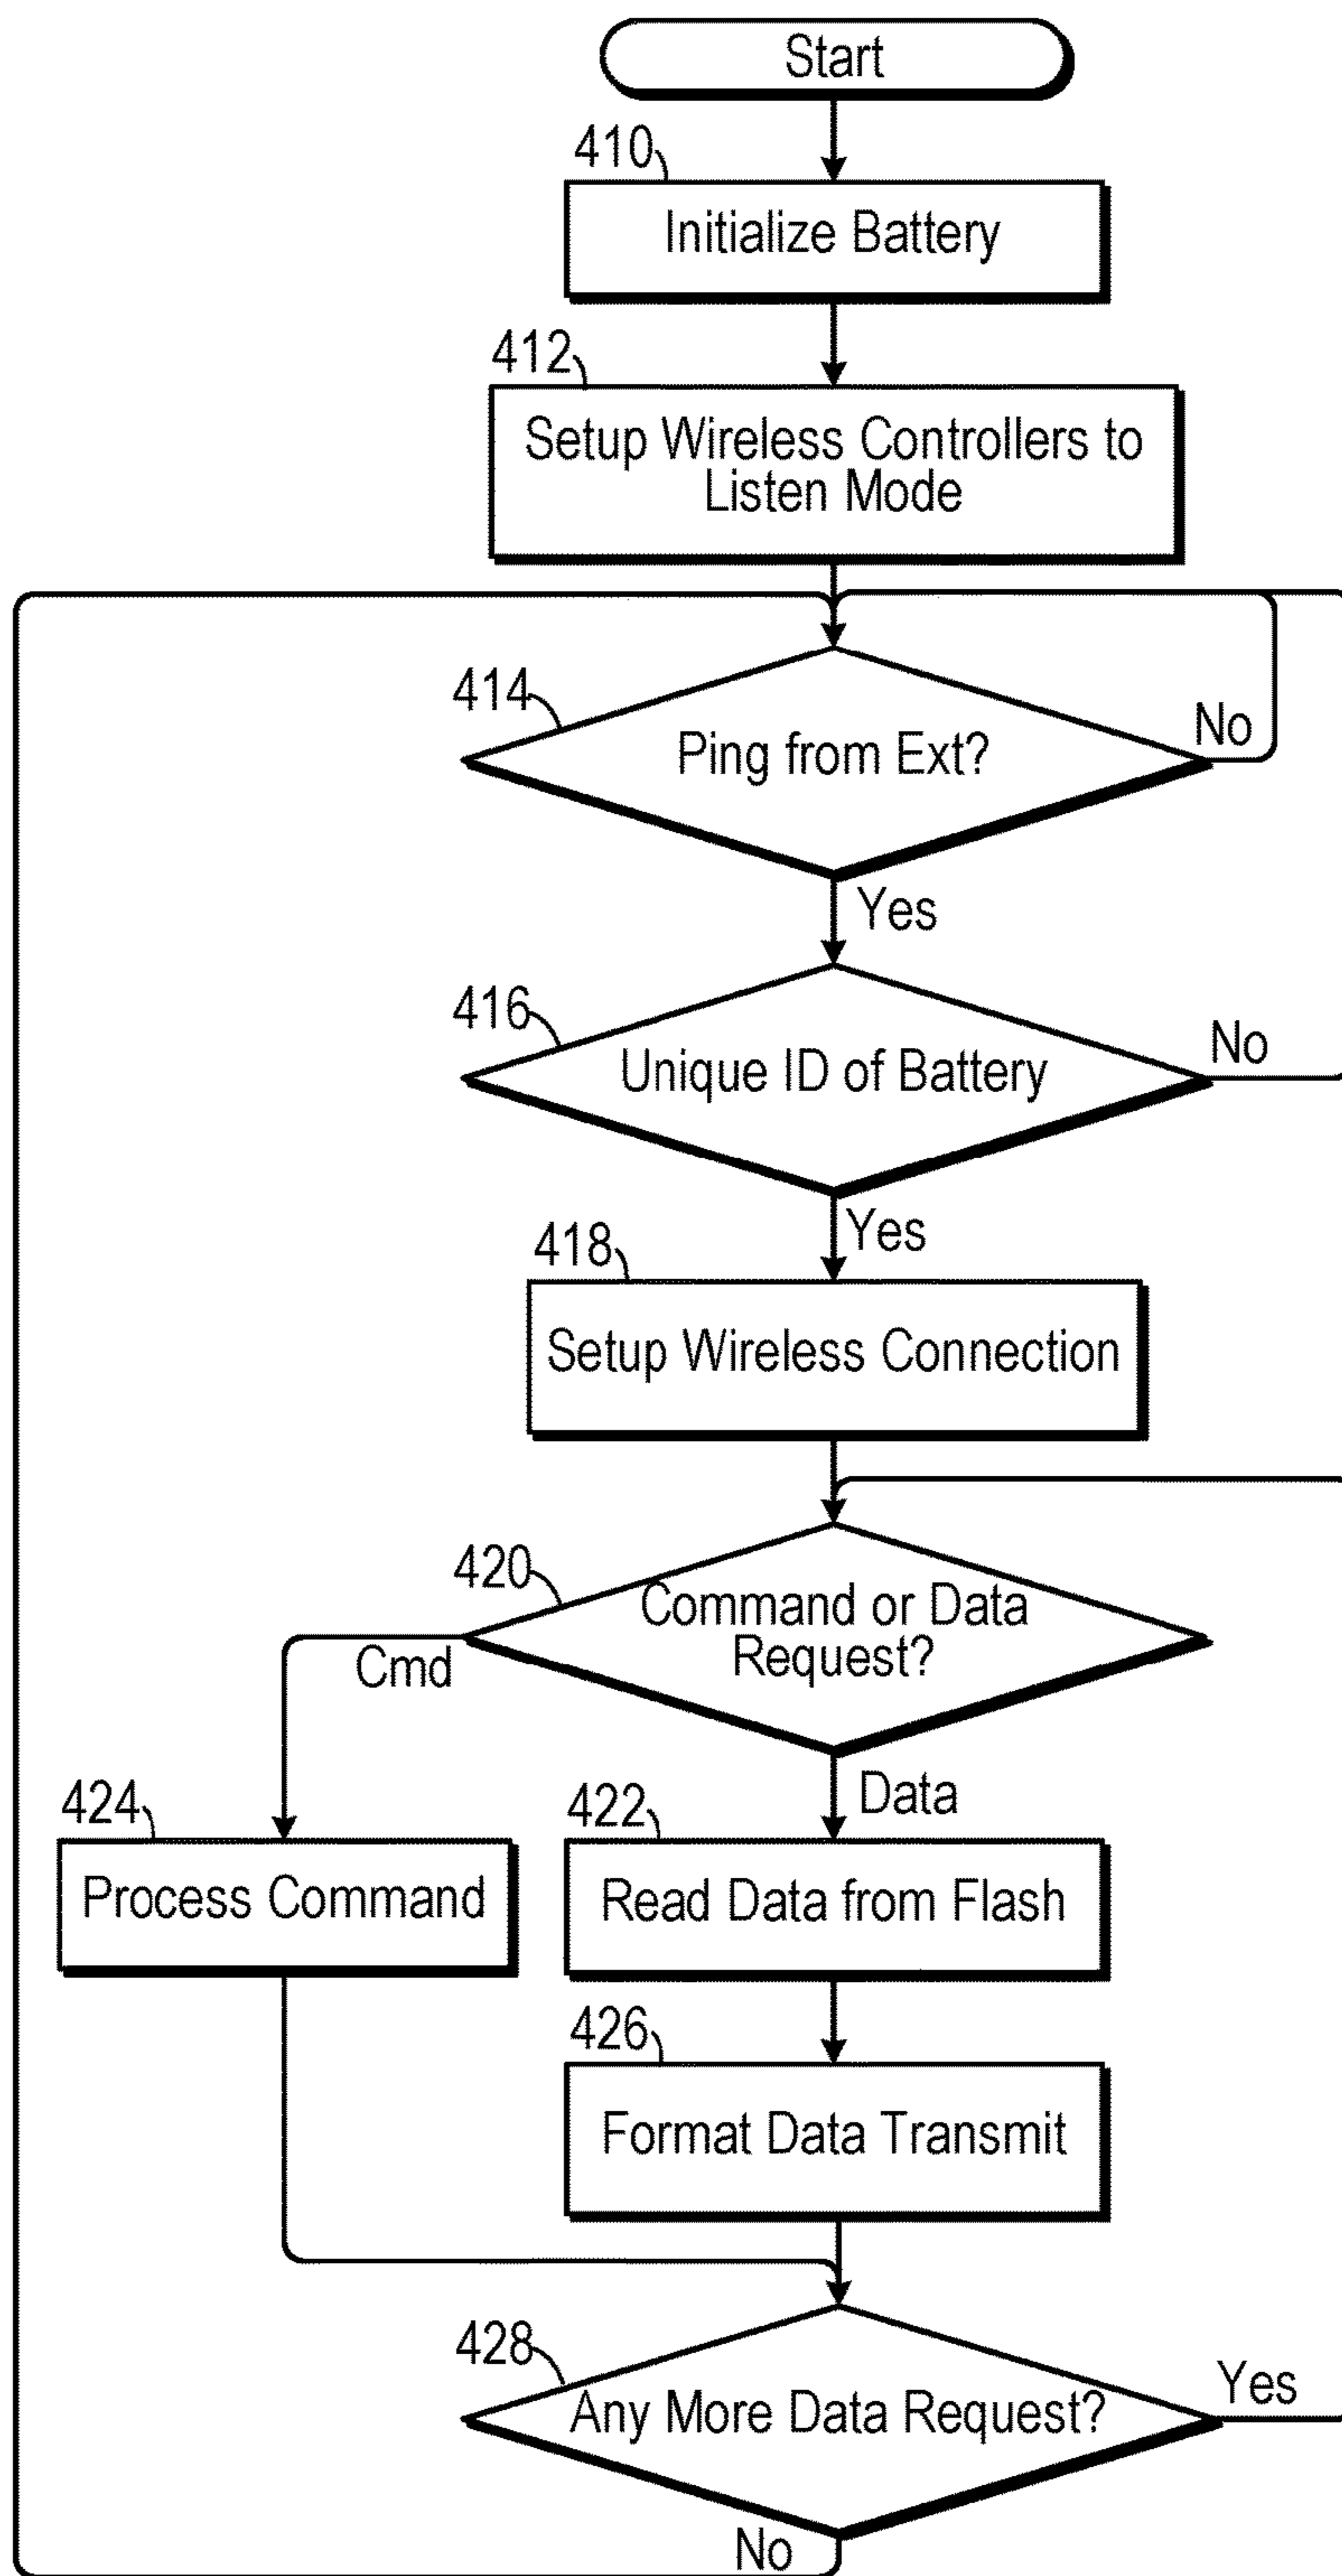 Start
410
Initialize Battery
412
Setup Wireless Controllers to
Listen Mode
414
Ping from Ext?
No
Yes
416
Unique ID of Battery
No
Yes
418
Setup Wireless Connection
420
Command or Data
Request?
Cmd
Data
424
Process Command
422
Read Data from Flash
426
Format Data Transmit
428
Any More Data Request?
Yes
No